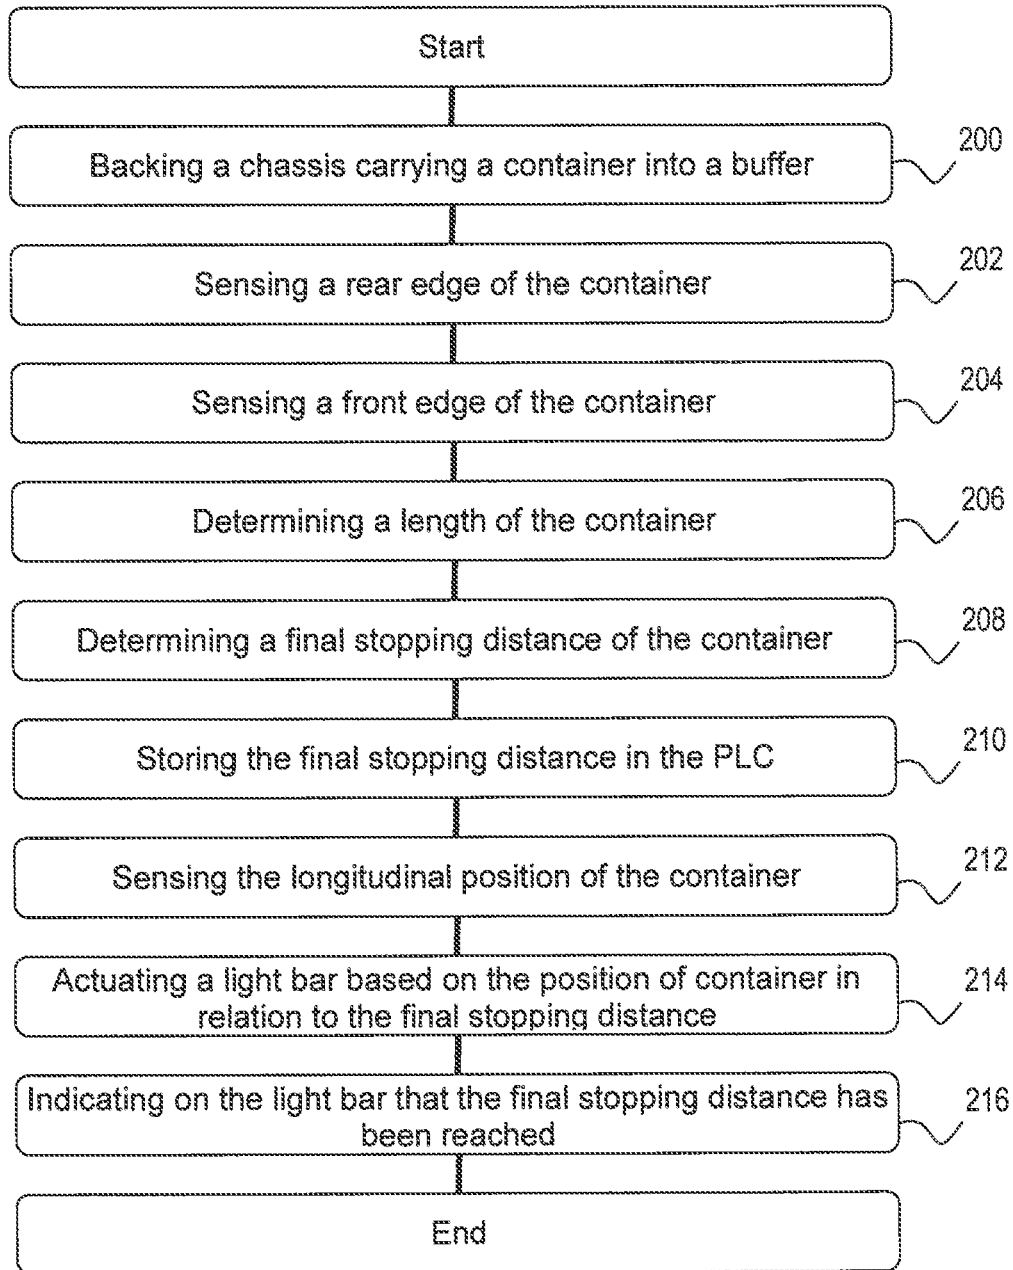 Start
Backing a chassis carrying a container into a buffer
200
Sensing a rear edge of the container
202
Sensing a front edge of the container
204
Determining a length of the container
206
Determining a final stopping distance of the container
208
Storing the final stopping distance in the PLC
210
Sensing the longitudinal position of the container
212
Actuating a light bar based on the position of container in
relation to the final stopping distance
214
Indicating on the light bar that the final stopping distance has
been reached
216
End